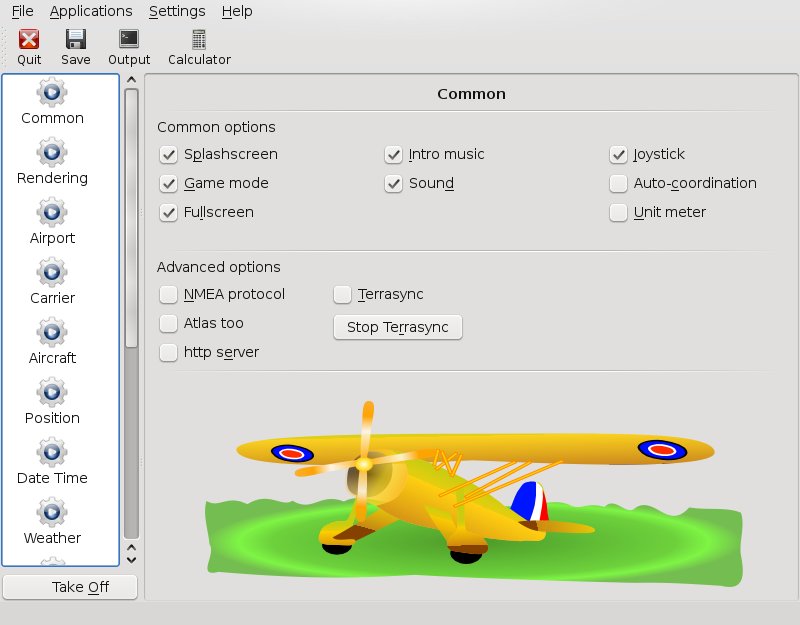 File Applications Settings Help
Quit Save Output Calculator
Common
Rendering
Airport
Carrier
Aircraft
Position
Date Time
Weather
Take Off
Common
Common options
Splashscreen Intro music Joystick
Game mode Sound Auto-coordination
Fullscreen Unit meter
Advanced options
NMEA protocol Terrasync
Atlas too Stop Terrasync
http server